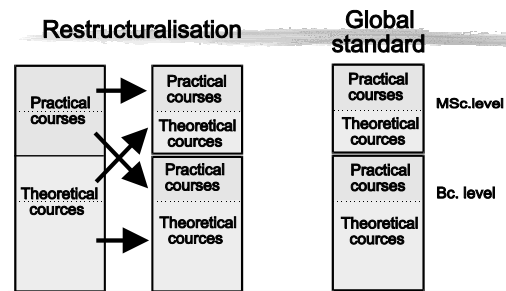 Restructuralisation
Global
standard
Practical
courses
Theoretical
cources
Practical
courses
Theoretical
cources
Practical
courses
Theoretical
cources
Practical
courses
Theoretical
courses
Practical
courses
Theoretical
courses
MSc.level
Bc. level